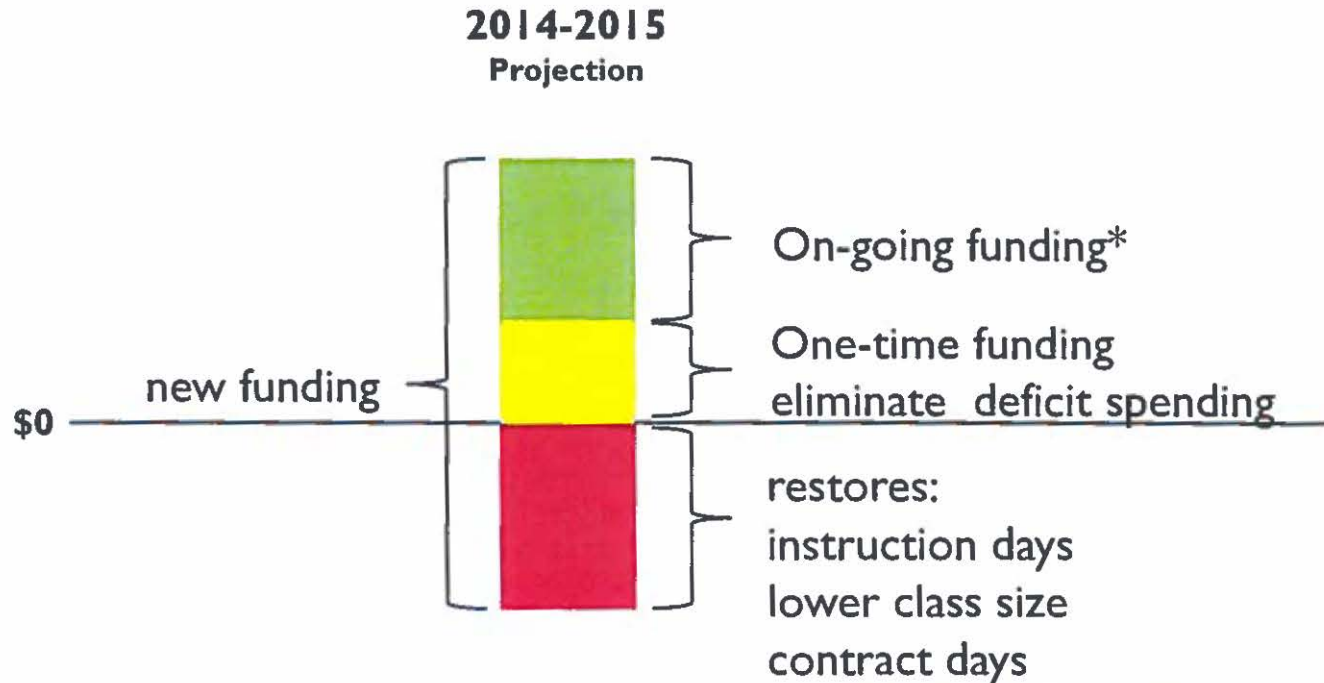 2014-2015
Projection
On-going funding*
One-time funding
eliminate deficit spending
new funding
$0
restores:
instruction days
lower class size
contract days